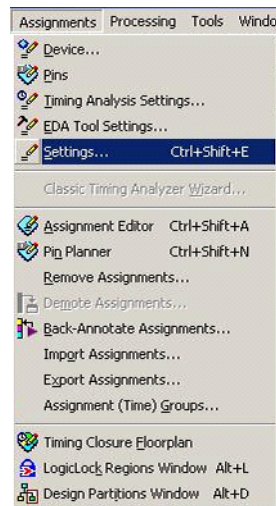 Assignments Processing Tools Windo
Device...
Pins
Timing Analysis Settings...
EDA Tool Settings...
Settings... Ctrl+Shift+E
Classic Timing Analyzer Wizard...
Assignment Editor Ctrl+Shift+A
Pin Planner Ctrl+Shift+N
Remove Assignments...
Demote Assignments...
Back-Annotate Assignments...
Import Assignments...
Export Assignments...
Assignment (Time) Groups...
Timing Closure Floorplan
LogicLock Regions Window Alt+L
Design Partitions Window Alt+D